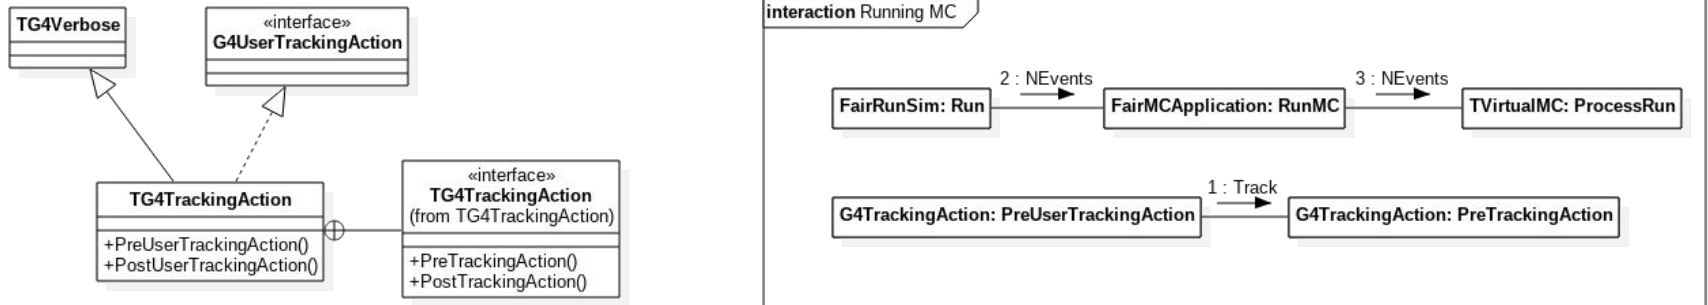 TG4Verbose
«interface»
G4UserTrackingAction
TG4TrackingAction
+PreUserTrackingAction()
+PostUserTrackingAction()
«interface»
TG4TrackingAction
(from TG4TrackingAction)
+PreTrackingAction()
+PostTrackingAction()
interaction Running MC
FairRunSim: Run
2 : NEvents
FairMCApplication: RunMC
3 : NEvents
TVirtualMC: ProcessRun
G4TrackingAction: PreUserTrackingAction
1 : Track
G4TrackingAction: PreTrackingAction